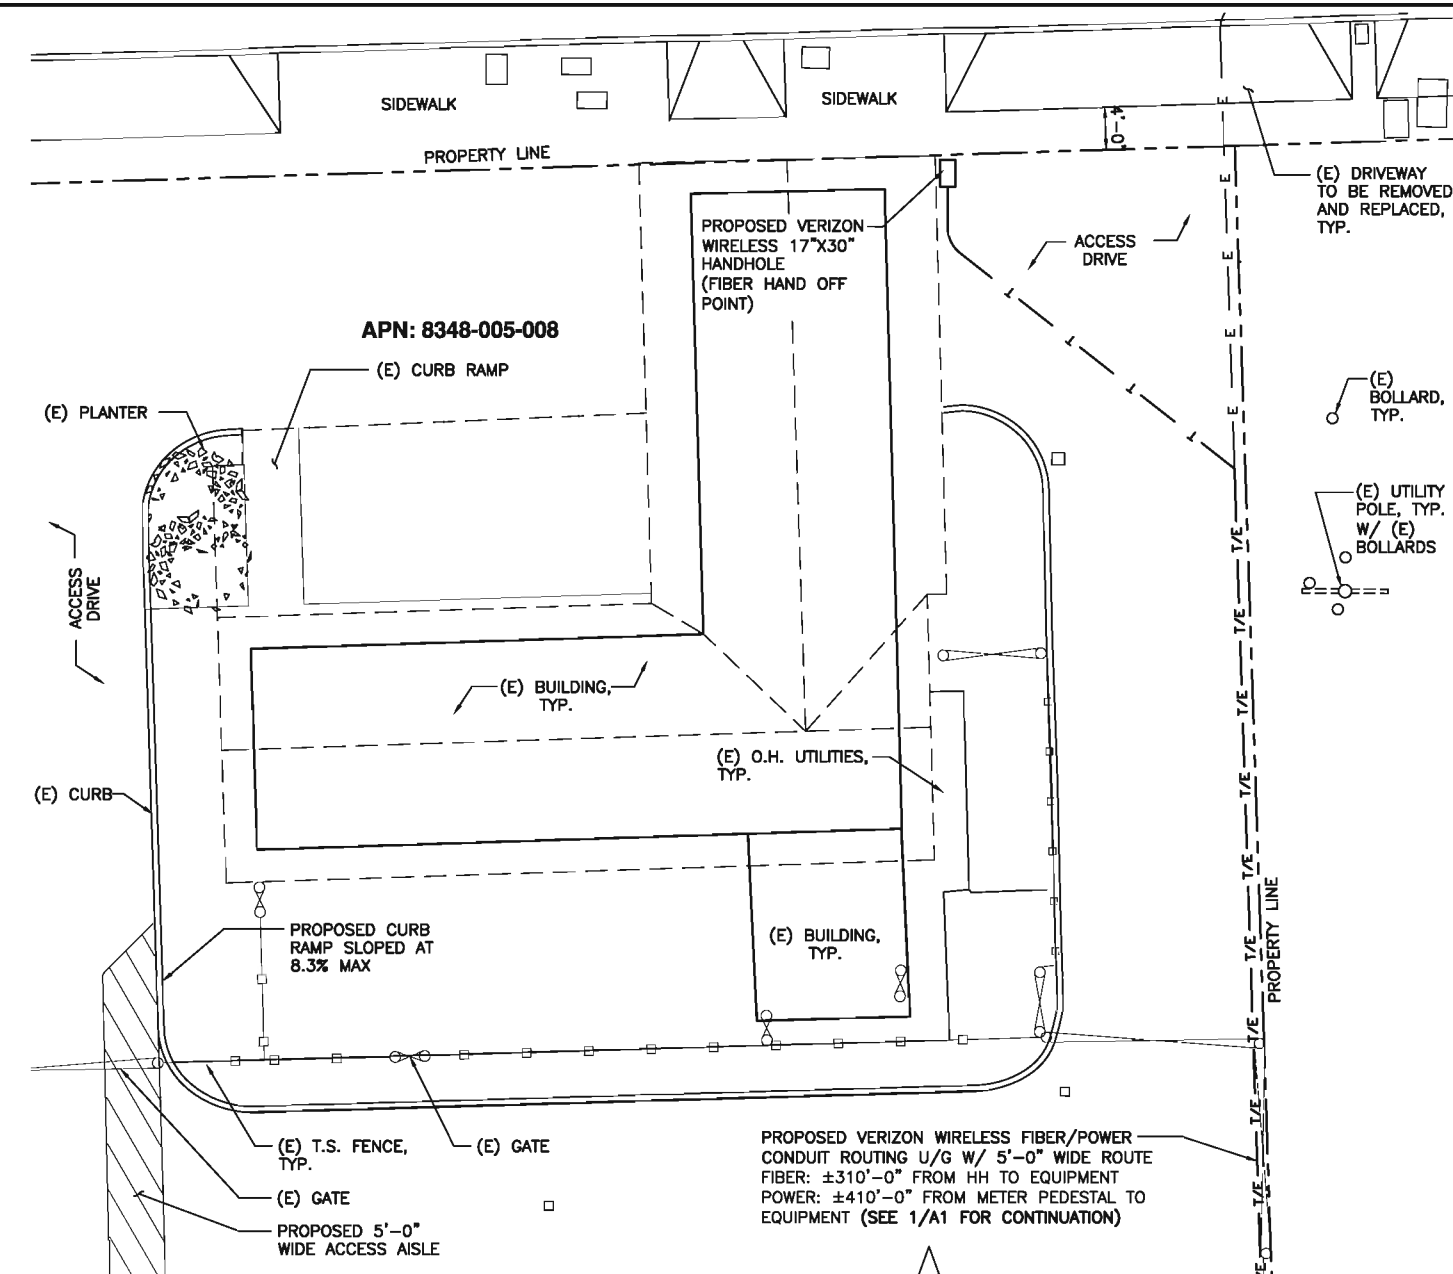 SIDEWALK
SIDEWALK
4'-0"
PROPERTY LINE
(E) DRIVEWAY
TO BE REMOVED
AND REPLACED,
TYP.
PROPOSED VERIZON
WIRELESS 17"X30"
HANDHOLE
(FIBER HAND OFF
POINT)
ACCESS
DRIVE
E
E
E
E
E
E
E
T
T
T
T
APN: 8348-005-008
(E) CURB RAMP
(E) PLANTER
(E)
BOLLARD,
TYP.
(E) UTILITY
POLE, TYP.
W/ (E)
BOLLARDS
ACCESS
DRIVE
T/E
T/E
T/E
T/E
T/E
T/E
T/E
T/E
T/E
T/E
(E) BUILDING,
TYP.
(E) O.H. UTILITIES,
TYP.
(E) CURB
PROPERTY LINE
PROPOSED CURB
RAMP SLOPED AT
8.3% MAX
(E) BUILDING,
TYP.
(E) T.S. FENCE,
TYP.
(E) GATE
(E) GATE
PROPOSED 5'-0"
WIDE ACCESS AISLE
PROPOSED VERIZON WIRELESS FIBER/POWER
CONDUIT ROUTING U/G W/ 5'-0" WIDE ROUTE
FIBER: ±310'-0" FROM HH TO EQUIPMENT
POWER: ±410'-0" FROM METER PEDESTAL TO
EQUIPMENT (SEE 1/A1 FOR CONTINUATION)